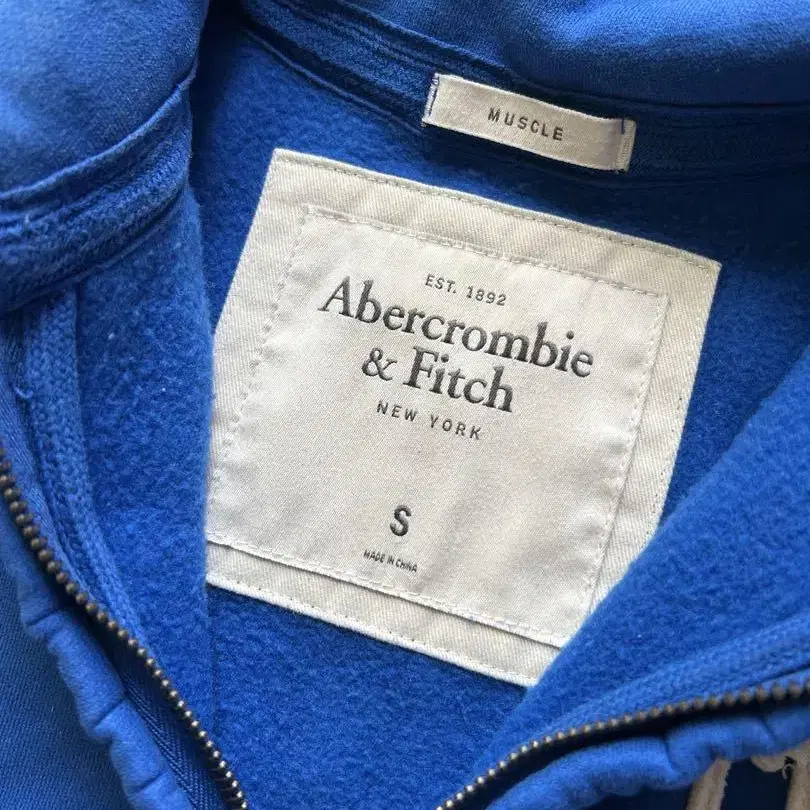 MUSCLE
EST. 1892
Abercrombie
& Fitch
NEW YORK
S
MADE IN CHINA